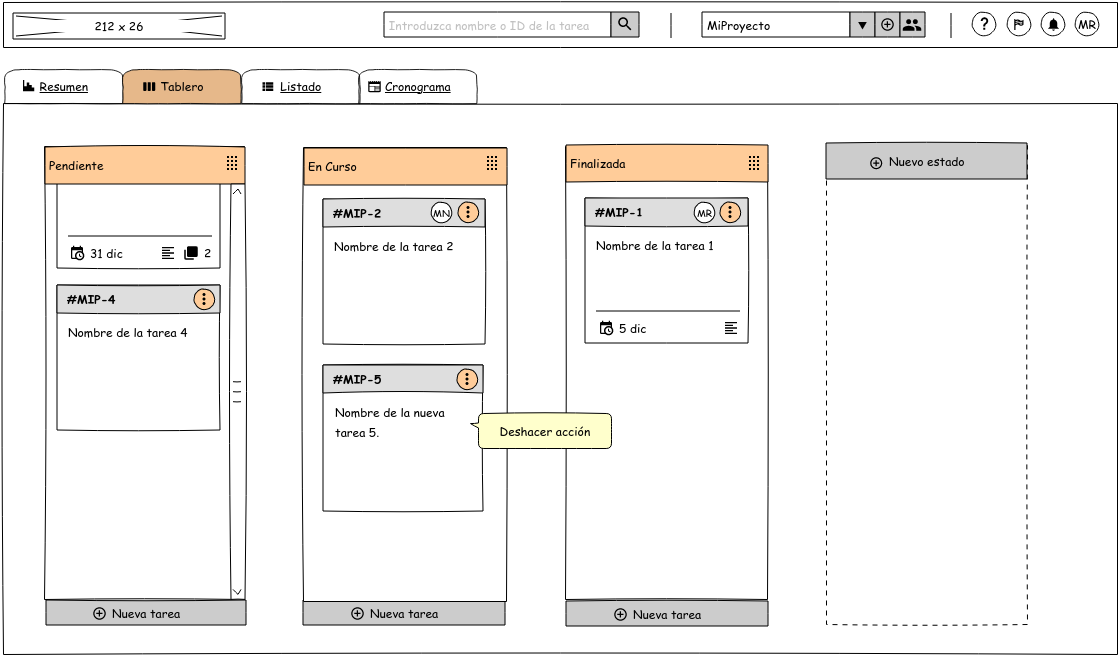 212 x 26
Introduzca nombre o ID de la tarea
MiProyecto
?
MR
Resumen
Tablero
Listado
Cronograma
Pendiente
31 dic
2
#MIP-4
Nombre de la tarea 4
Nueva tarea
En Curso
#MIP-2
MN
Nombre de la tarea 2
#MIP-5
Nombre de la nueva
tarea 5.
Deshacer acción
Nueva tarea
Finalizada
#MIP-1
MR
Nombre de la tarea 1
5 dic
Nueva tarea
Nuevo estado